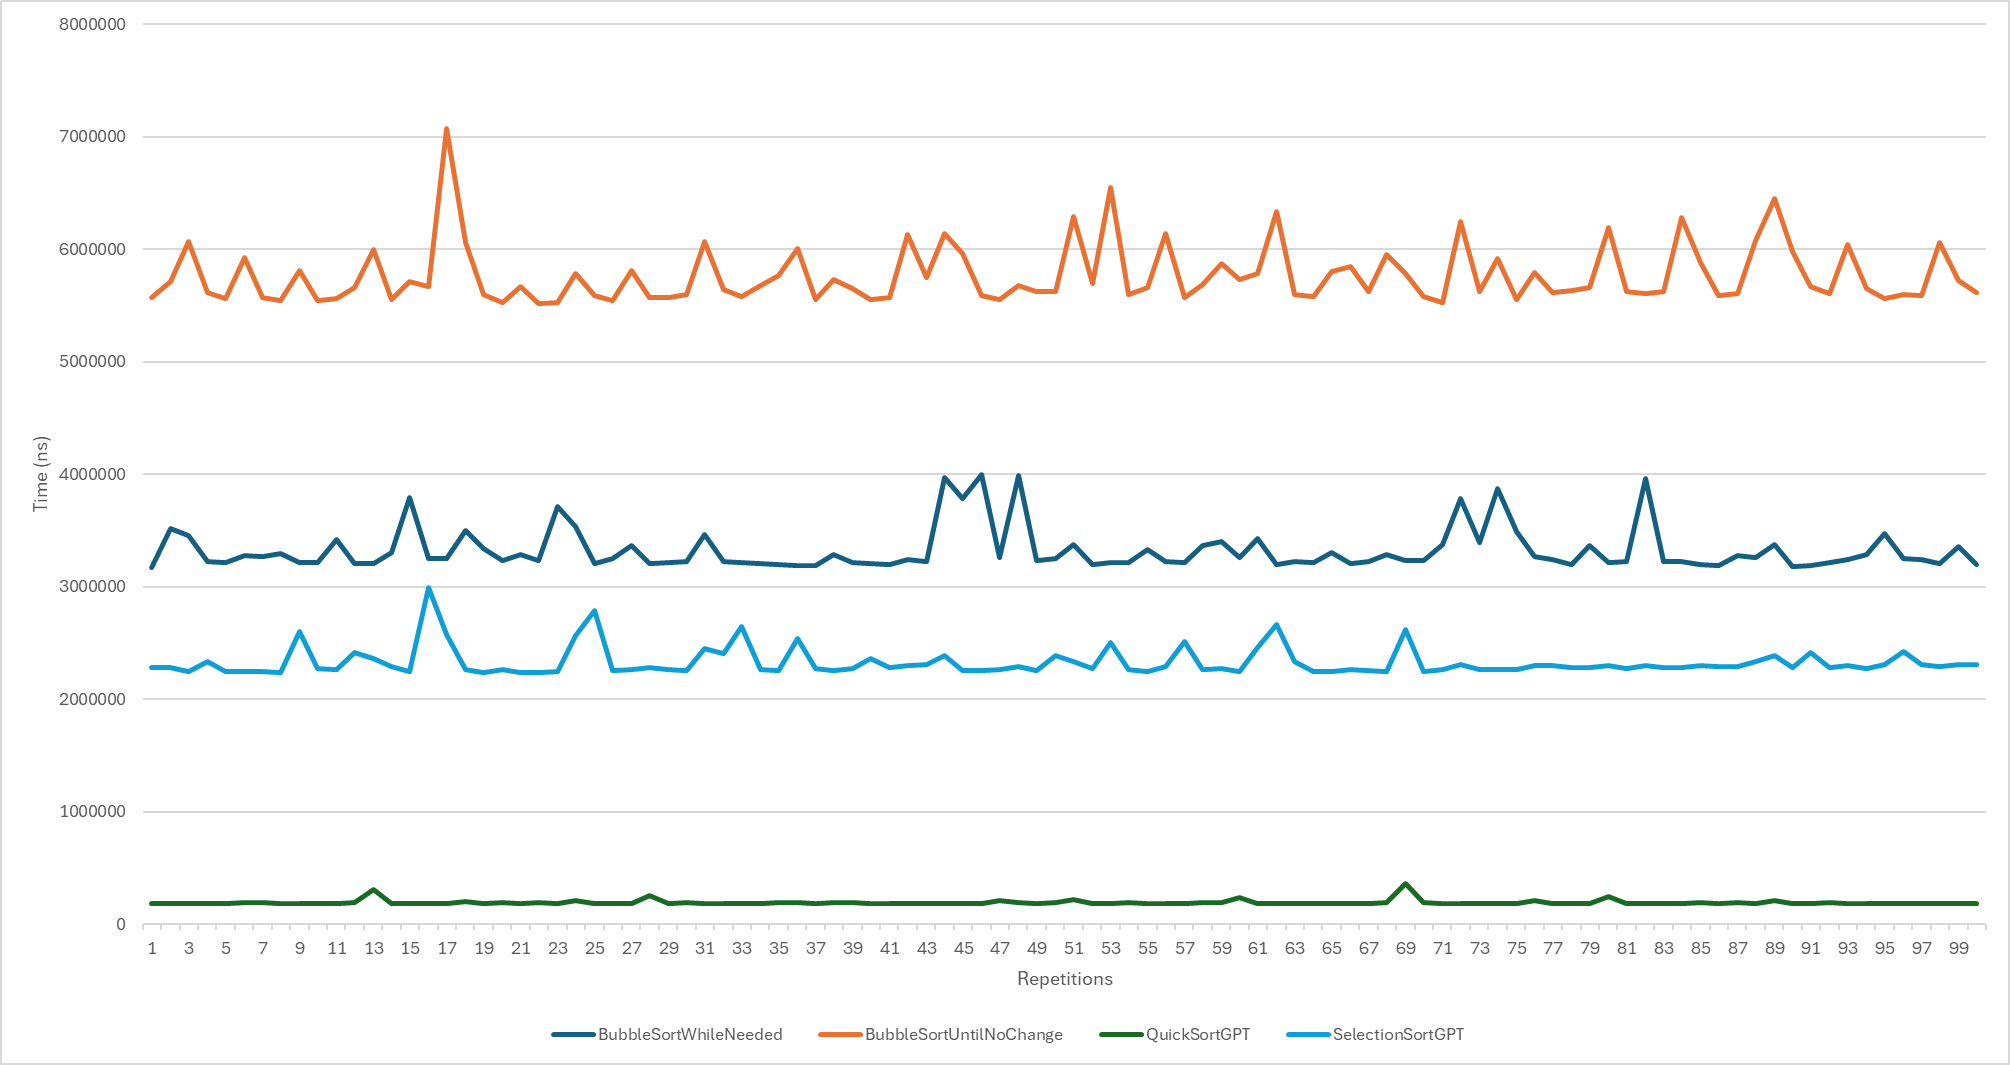 8000000
7000000
6000000
5000000
4000000
3000000
2000000
1000000
0
Time (ns)
1 3 5 7 9 11 13 15 17 19 21 23 25 27 29 31 33 35 37 39 41 43 45 47 49 51 53 55 57 59 61 63 65 67 69 71 73 75 77 79 81 83 85 87 89 91 93 95 97 99
Repetitions
BubbleSortWhileNeeded BubbleSortUntilNoChange QuickSortGPT SelectionSortGPT